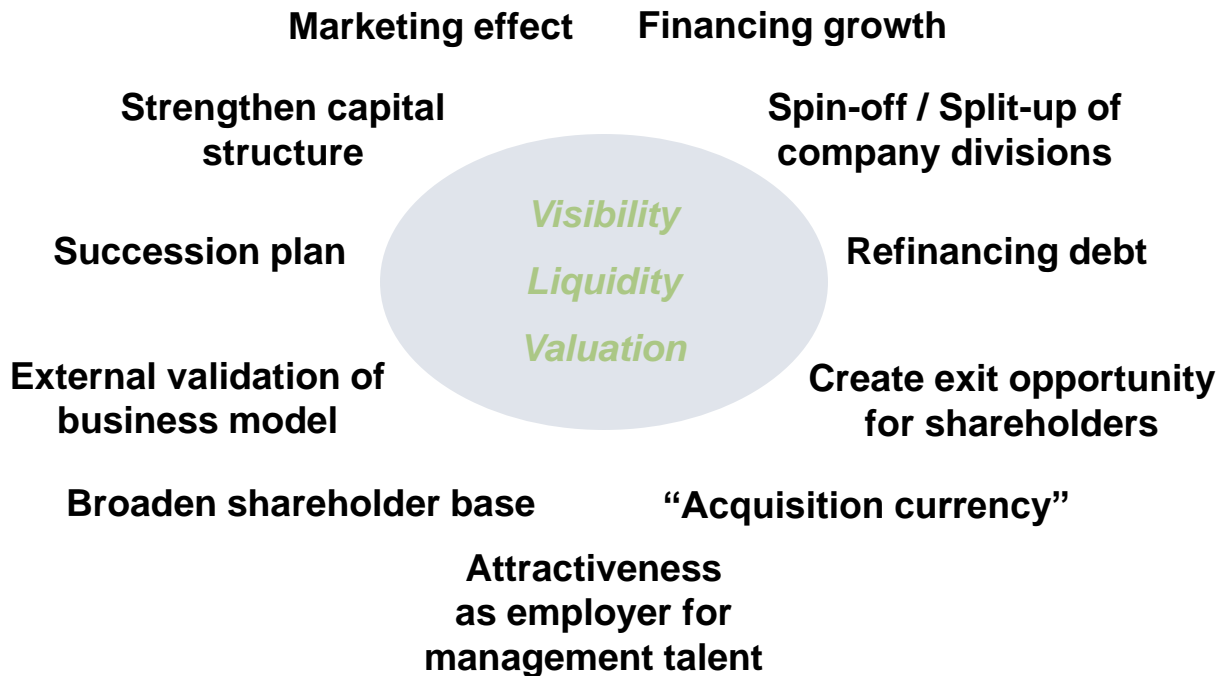 Marketing effect
Financing growth
Strengthen capital
structure
Spin-off / Split-up of
company divisions
Visibility
Succession plan
Liquidity
Refinancing debt
Valuation
External validation of
business model
Create exit opportunity
for shareholders
Broaden shareholder base
“Acquisition currency”
Attractiveness
as employer for
management talent